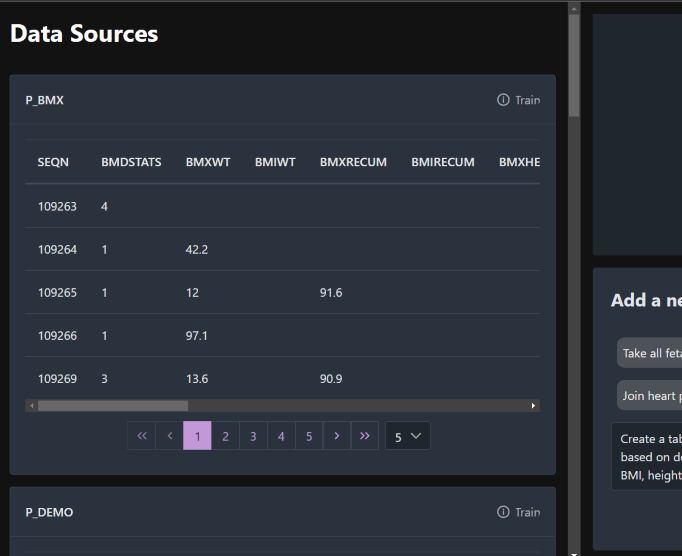 Data Sources
P_BMX
Train
SEQN BMDSTATS BMXWT BMIWT BMXRECUM BMIRECUM BMXHE
109263 4
109264 1 42.2
109265 1 12 91.6
109266 1 97.1
109269 3 13.6 90.9
<< < 1 2 3 4 5 > >> 5
P_DEMO
Train
Add a ne
Take all feta
Join heart p
Create a tab
based on de
BMI, height